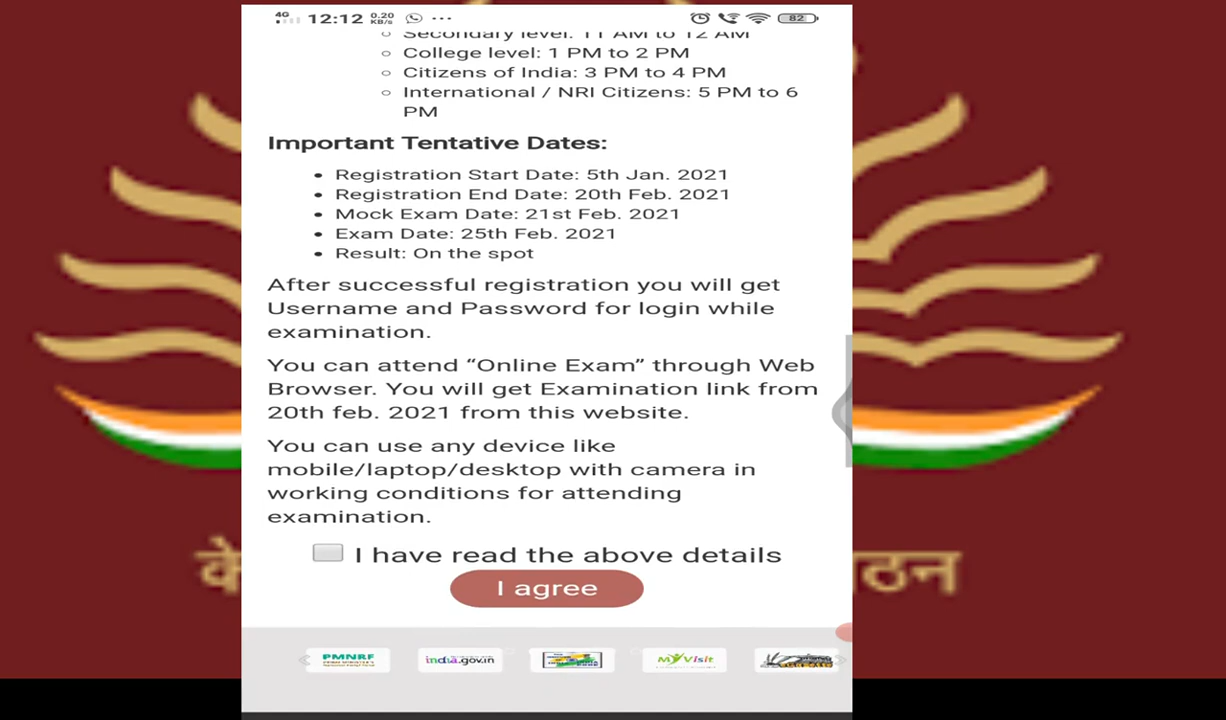 4G 12:12 0.20 KB/s ... 82
Secondary level: 11 AM to 12 AM
College level: 1 PM to 2 PM
Citizens of India: 3 PM to 4 PM
International / NRI Citizens: 5 PM to 6
PM
Important Tentative Dates:
Registration Start Date: 5th Jan. 2021
Registration End Date: 20th Feb. 2021
Mock Exam Date: 21st Feb. 2021
Exam Date: 25th Feb. 2021
Result: On the spot
After successful registration you will get
Username and Password for login while
examination.
You can attend “Online Exam” through Web
Browser. You will get Examination link from
20th feb. 2021 from this website.
You can use any device like
mobile/laptop/desktop with camera in
working conditions for attending
examination.
के ठन
I have read the above details
I agree
PMNRF india.gov.in MyVisit